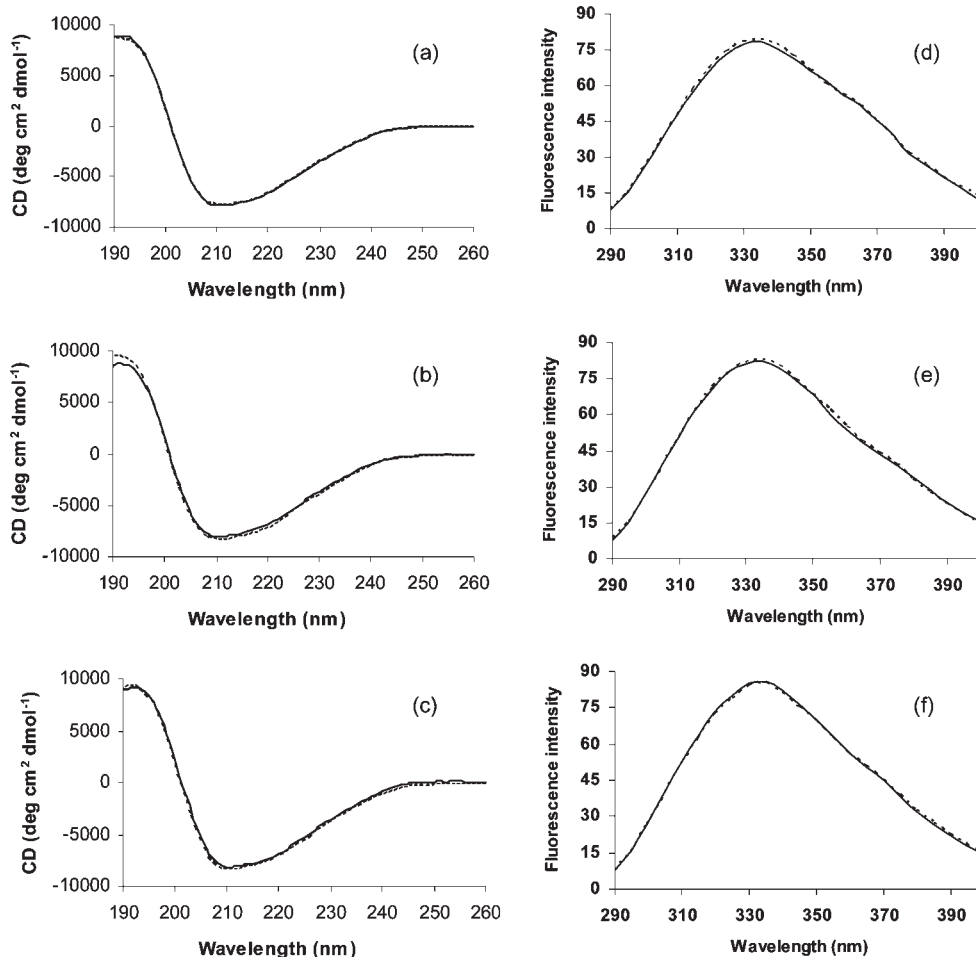 (a)
CD (deg cm² dmol⁻¹)
10000
5000
0
-5000
-10000
190 200 210 220 230 240 250 260
Wavelength (nm)
(d)
Fluorescence intensity
90
75
60
45
30
15
0
290 310 330 350 370 390
Wavelength (nm)
(b)
CD (deg cm² dmol⁻¹)
10000
5000
0
-5000
-10000
190 200 210 220 230 240 250 260
Wavelength (nm)
(e)
Fluorescence intensity
90
75
60
45
30
15
0
290 310 330 350 370 390
Wavelength (nm)
(c)
CD (deg cm² dmol⁻¹)
10000
5000
0
-5000
-10000
190 200 210 220 230 240 250 260
Wavelength (nm)
(f)
Fluorescence intensity
90
75
60
45
30
15
0
290 310 330 350 370 390
Wavelength (nm)